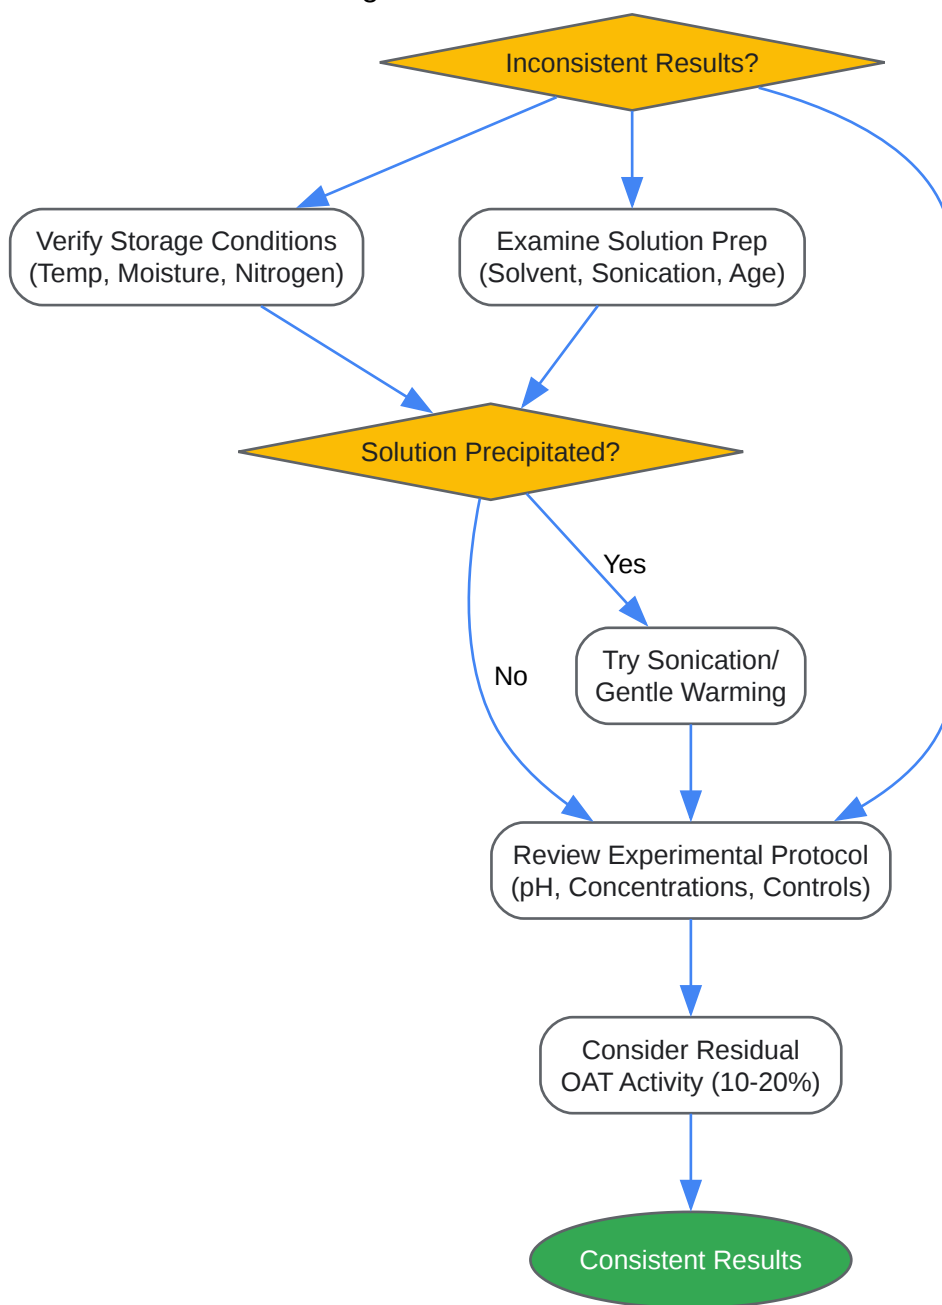 Inconsistent Results?
Verify Storage Conditions
(Temp, Moisture, Nitrogen)
Examine Solution Prep
(Solvent, Sonication, Age)
Solution Precipitated?
Yes
No
Try Sonication/
Gentle Warming
Review Experimental Protocol
(pH, Concentrations, Controls)
Consider Residual
OAT Activity (10-20%)
Consistent Results